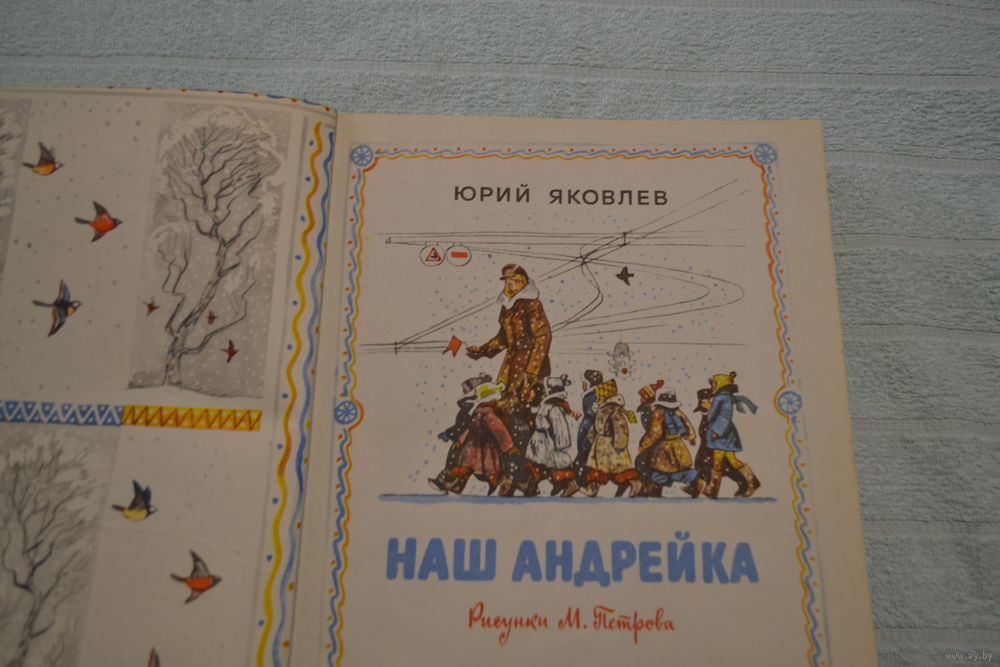 ЮРИЙ ЯКОВЛЕВ
НАШ АНДРЕЙКА
Рисунки М. Петрова
www.ay.by